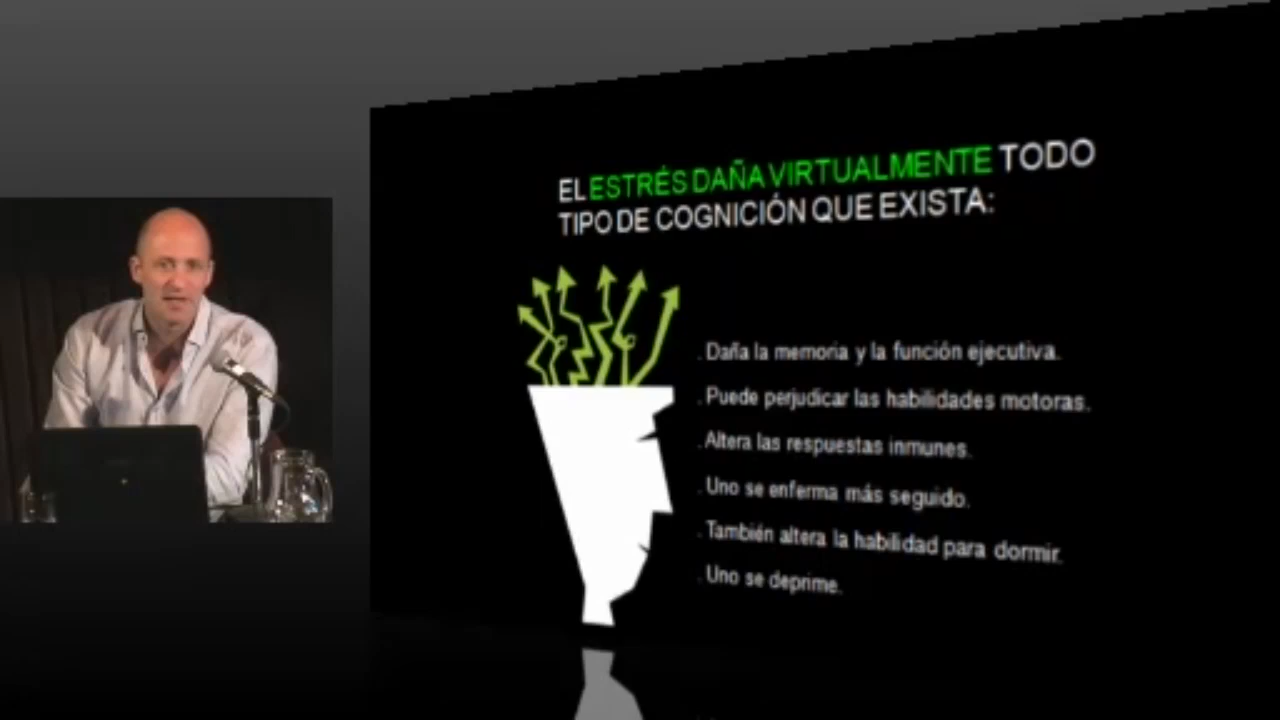 EL ESTRÉS DAÑA VIRTUALMENTE TODO
TIPO DE COGNICIÓN QUE EXISTA:
. Daña la memoria y la función ejecutiva.
. Puede perjudicar las habilidades motoras.
. Altera las respuestas inmunes.
. Uno se enferma más seguido.
. También altera la habilidad para dormir.
. Uno se deprime.